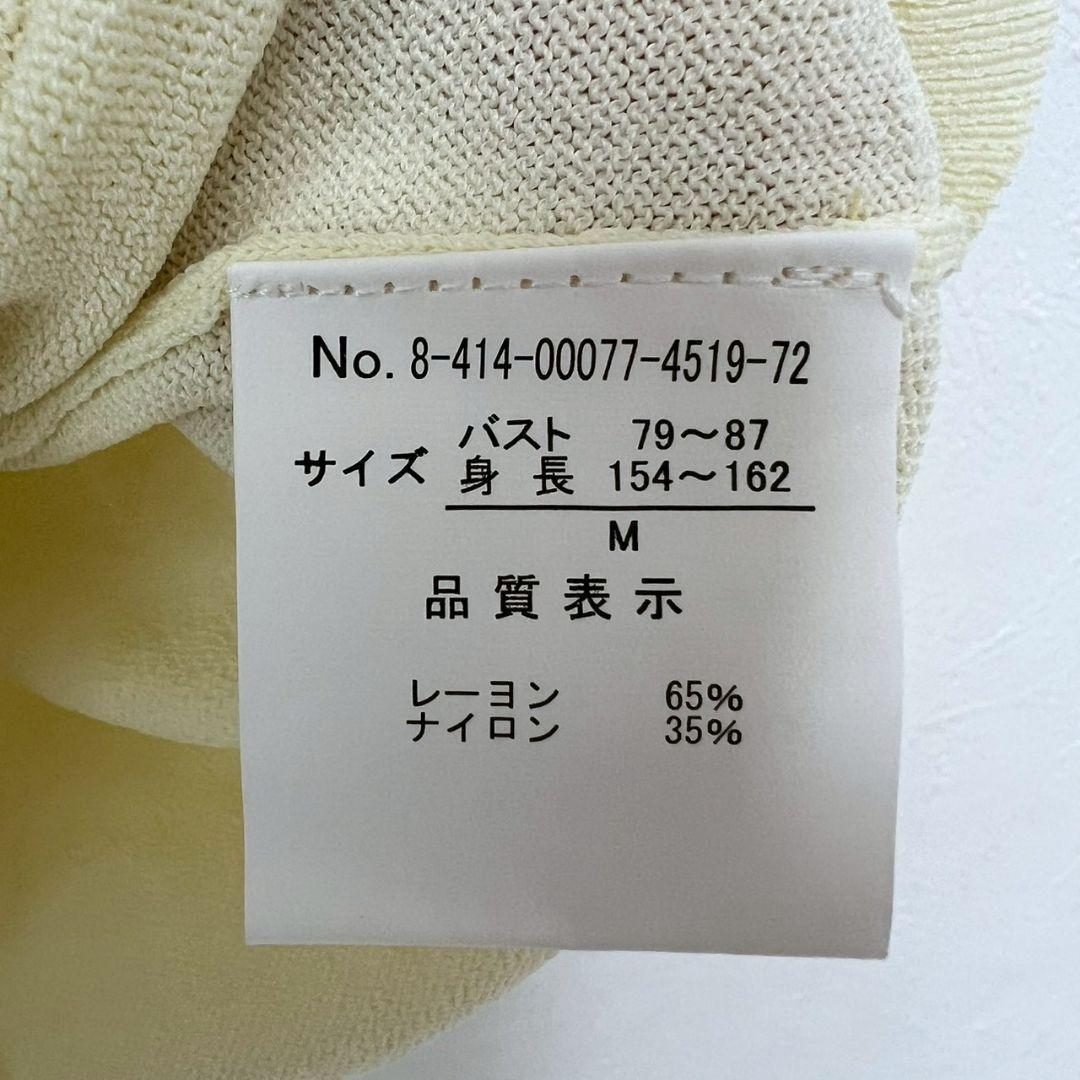 No. 8-414-00077-4519-72
サイズ バスト 79～87
身長 154～162
M
品質表示
レーヨン 65%
ナイロン 35%